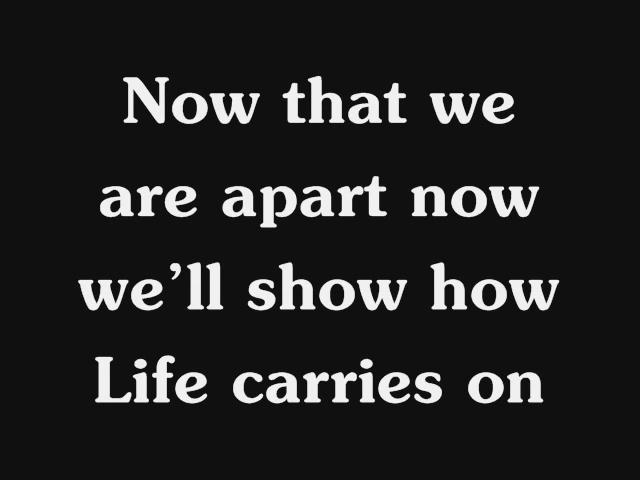 Now that we
are apart now
we’ll show how
Life carries on